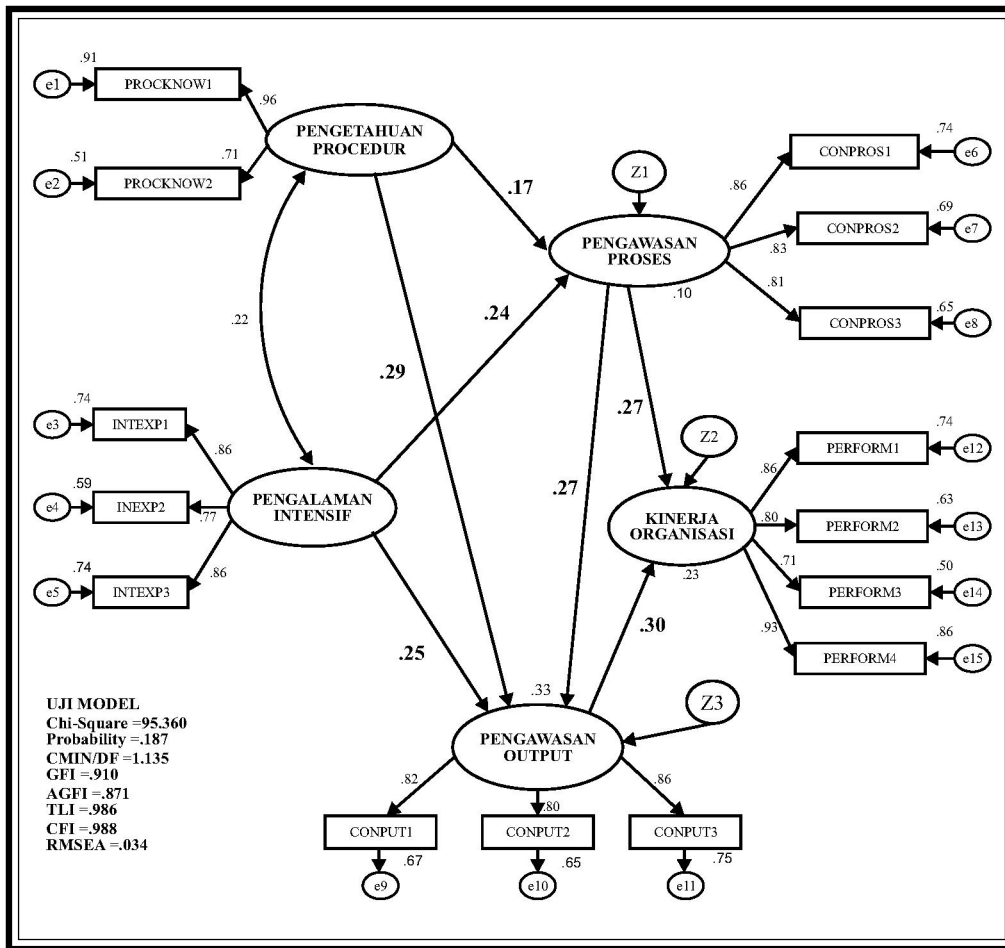 .91
e1
PROCKNOW1
.96
PENGETAHUAN
PROCEDUR
.51
e2
PROCKNOW2
.71
.17
Z1
PENGAWASAN
PROSES
.10
.86
CONPROS1
.74
e6
.83
CONPROS2
.69
e7
.81
CONPROS3
.65
e8
.22
.24
.29
.27
.27
Z2
.74
e3
INTEXP1
.86
.59
e4
INEXP2
.77
.74
e5
INTEXP3
.86
PENGALAMAN
INTENSIF
KINERJA
ORGANISASI
.23
.86
PERFORM1
.74
e12
.80
PERFORM2
.63
e13
.71
PERFORM3
.50
e14
.93
PERFORM4
.86
e15
.25
.30
.33
Z3
PENGAWASAN
OUTPUT
.82
.80
.86
CONPUT1
CONPUT2
CONPUT3
.67
.65
.75
e9
e10
e11
UJI MODEL
Chi-Square =95.360
Probability =.187
CMIN/DF =1.135
GFI =.910
AGFI =.871
TLI =.986
CFI =.988
RMSEA =.034